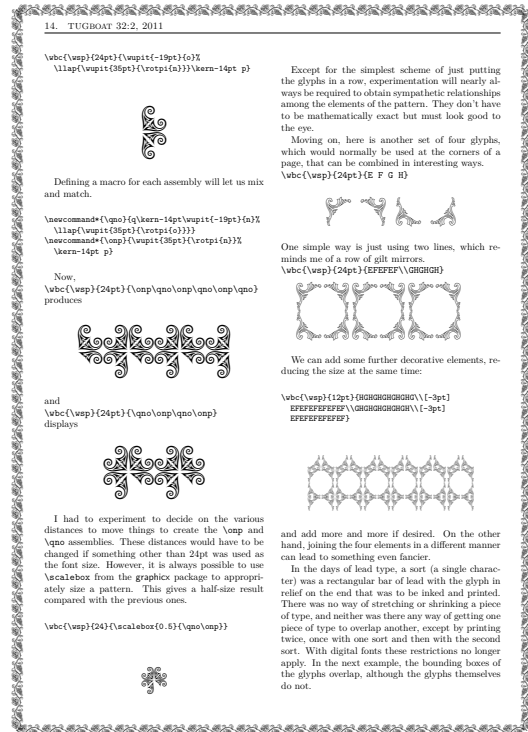 14. TUGBOAT 32:2, 2011
\wbc{\wsp}{24pt}{\wupit{-19pt}{o}%
\llap{\wupit{35pt}{\rotpi{n}}}\kern-14pt p}
Defining a macro for each assembly will let us mix
and match.
\newcommand*{\qno}{q\kern-14pt\wupit{-19pt}{n}%
\llap{\wupit{35pt}{\rotpi{o}}}}
\newcommand*{\onp}{\wupit{35pt}{\rotpi{n}}%
\kern-14pt p}
Now,
\wbc{\wsp}{24pt}{\onp\qno\onp\qno\onp\qno}
produces
and
\wbc{\wsp}{24pt}{\qno\onp\qno\onp}
displays
I had to experiment to decide on the various
distances to move things to create the \onp and
\qno assemblies. These distances would have to be
changed if something other than 24pt was used as
the font size. However, it is always possible to use
\scalebox from the graphicx package to appropri-
ately size a pattern. This gives a half-size result
compared with the previous ones.
\wbc{\wsp}{24}{\scalebox{0.5}{\qno\onp}}
Except for the simplest scheme of just putting
the glyphs in a row, experimentation will nearly al-
ways be required to obtain sympathetic relationships
among the elements of the pattern. They don't have
to be mathematically exact but must look good to
the eye.
Moving on, here is another set of four glyphs,
which would normally be used at the corners of a
page, that can be combined in interesting ways.
\wbc{\wsp}{24pt}{E F G H}
One simple way is just using two lines, which re-
minds me of a row of gilt mirrors.
\wbc{\wsp}{24pt}{EFEFEF\\GHGHGH}
We can add some further decorative elements, re-
ducing the size at the same time:
\wbc{\wsp}{12pt}{HGHGHGHGHGHG\\[-3pt]
EFEFEFEFEFEF\\GHGHGHGHGHGH\\[-3pt]
EFEFEFEFEFEF}
and add more and more if desired. On the other
hand, joining the four elements in a different manner
can lead to something even fancier.
In the days of lead type, a sort (a single charac-
ter) was a rectangular bar of lead with the glyph in
relief on the end that was to be inked and printed.
There was no way of stretching or shrinking a piece
of type, and neither was there any way of getting one
piece of type to overlap another, except by printing
twice, once with one sort and then with the second
sort. With digital fonts these restrictions no longer
apply. In the next example, the bounding boxes of
the glyphs overlap, although the glyphs themselves
do not.